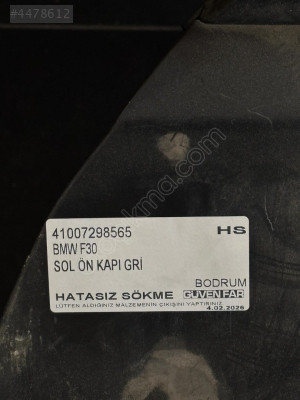 #4478612
41007298565 HS
BMW F30
SOL ÖN KAPI GRİ
BODRUM
HATASIZ SÖKME GÜVEN FAR
LÜTFEN ALDIĞINIZ MALZEMENİN ÇIKIŞINI YAPTIRINIZ
4.02.2026